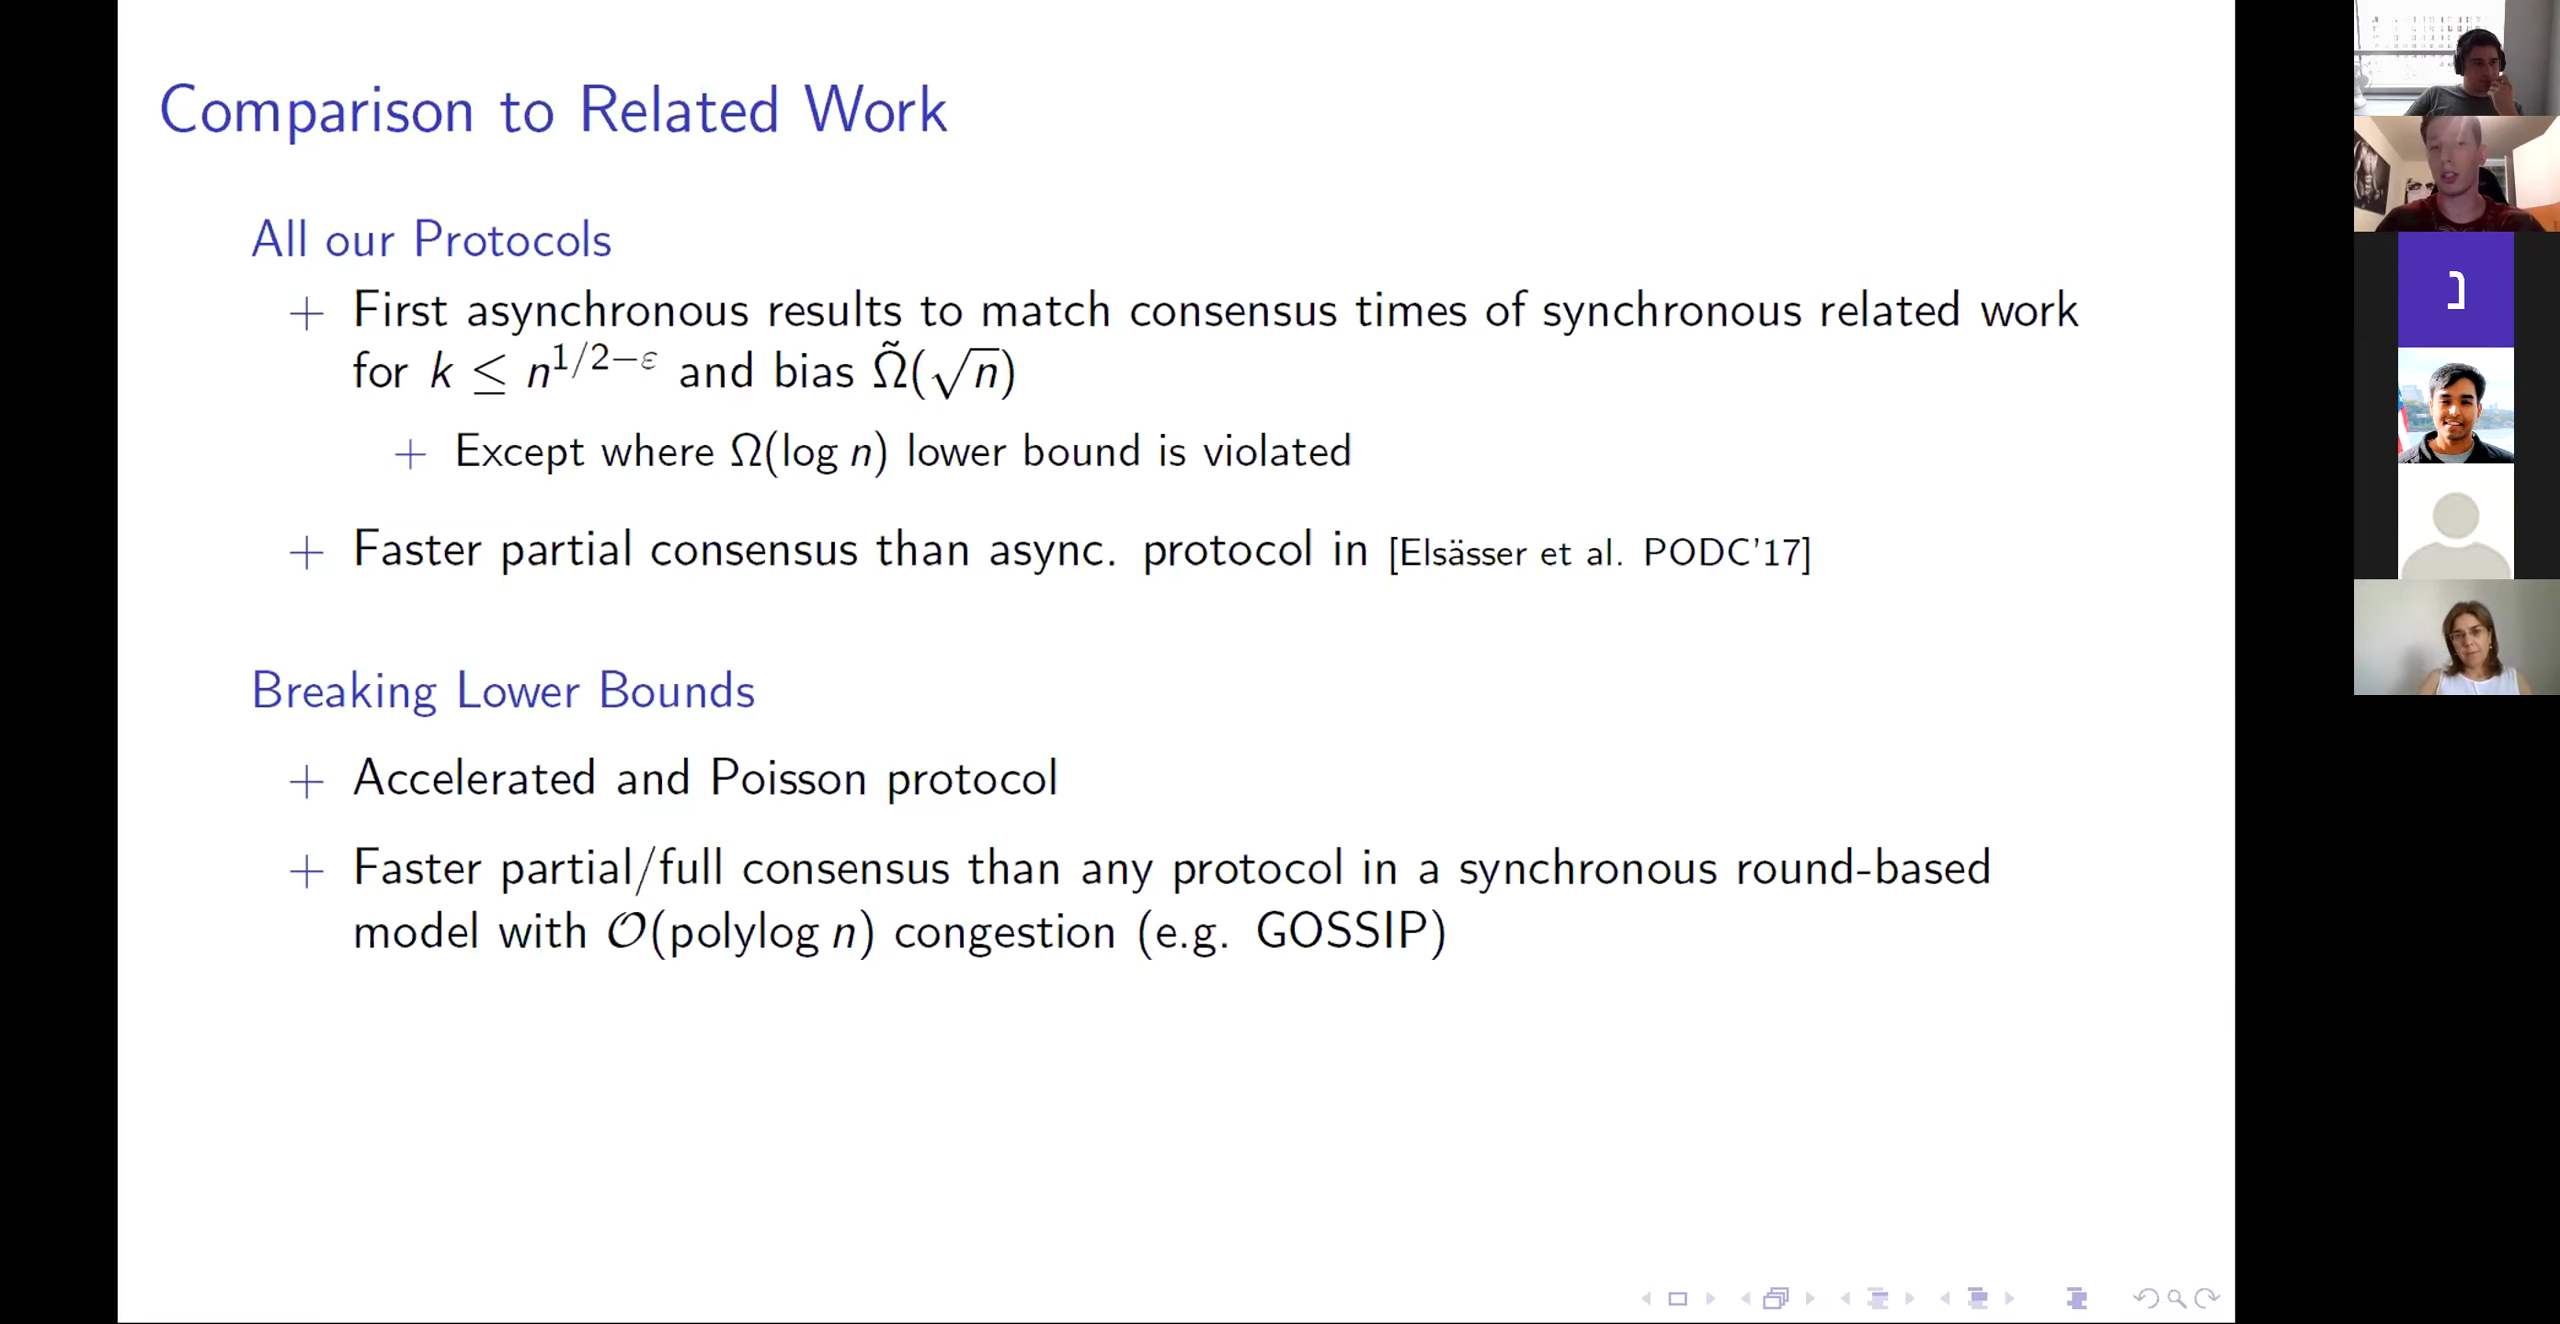 Comparison to Related Work
All our Protocols
+ First asynchronous results to match consensus times of synchronous related work
for k ≤ n^{1/2−ε} and bias Ω̃(√n)
+ Except where Ω(log n) lower bound is violated
+ Faster partial consensus than async. protocol in [Elsässer et al. PODC'17]
Breaking Lower Bounds
+ Accelerated and Poisson protocol
+ Faster partial/full consensus than any protocol in a synchronous round-based
model with O(polylog n) congestion (e.g. GOSSIP)
נ